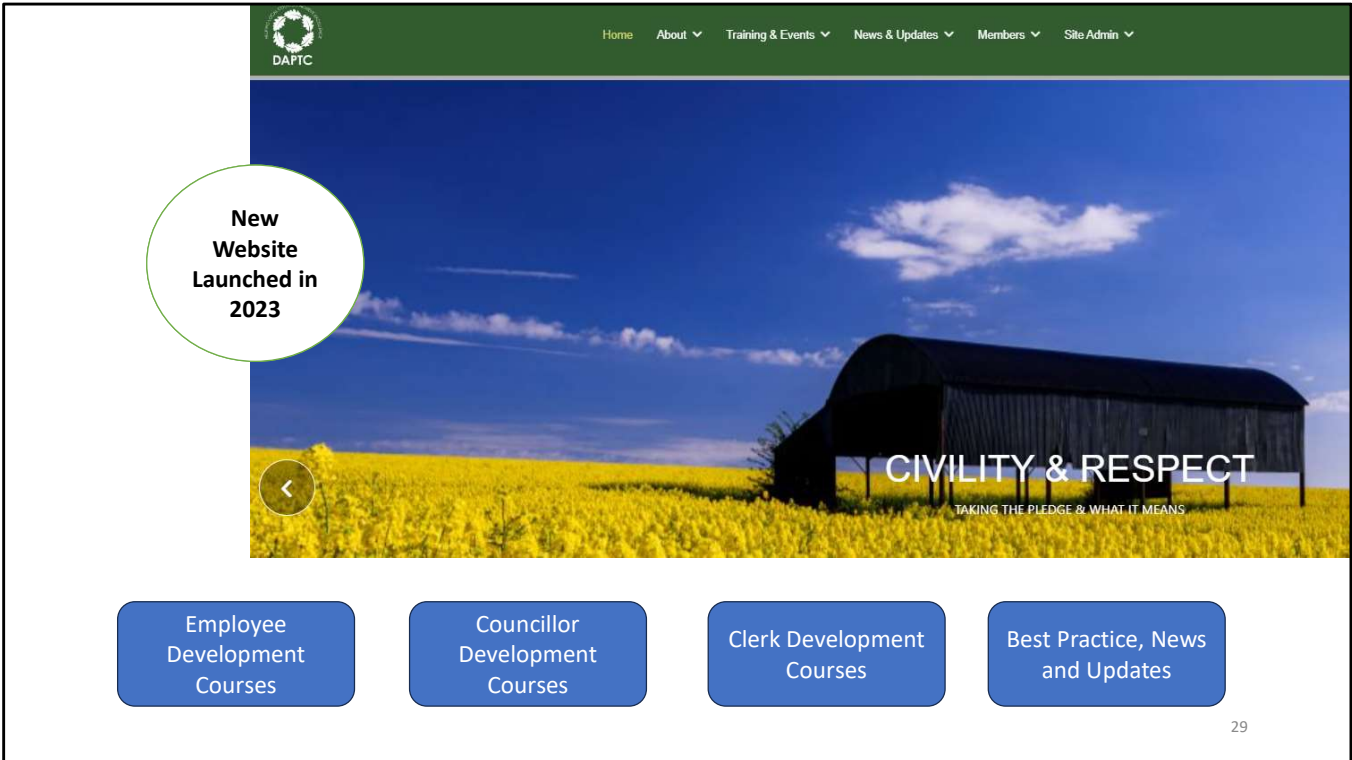 DAPTC
Home About Training & Events News & Updates Members Site Admin
New
Website
Launched in
2023
CIVILITY & RESPECT
TAKING THE PLEDGE & WHAT IT MEANS
Employee
Development
Courses
Councillor
Development
Courses
Clerk Development
Courses
Best Practice, News
and Updates
29